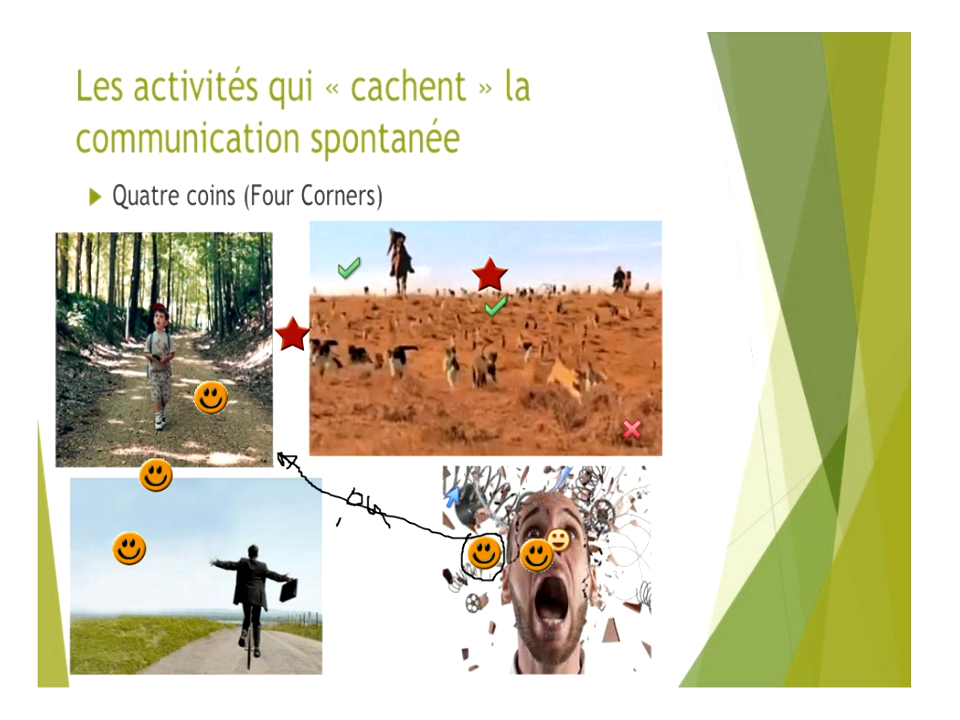 Les activités qui « cachent » la
communication spontanée
Quatre coins (Four Corners)